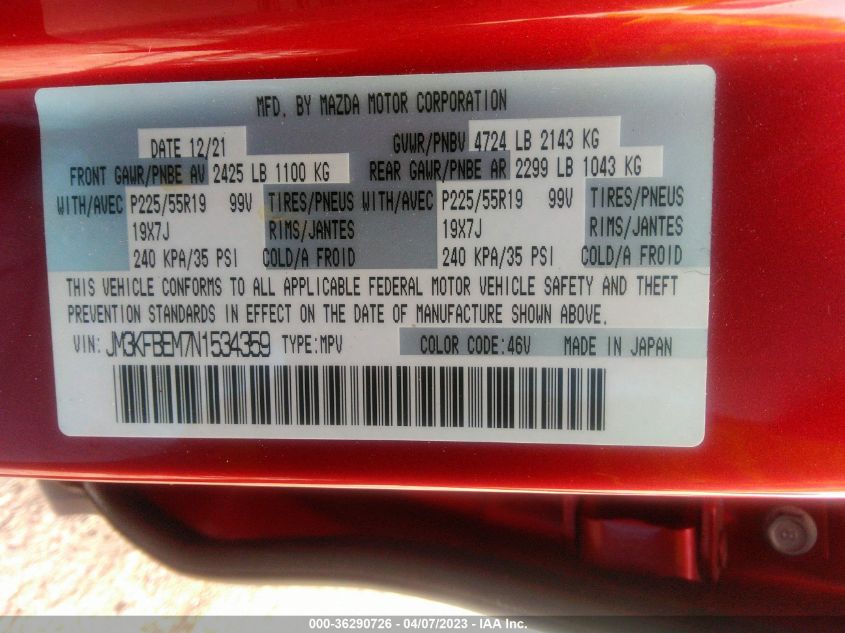 MFD. BY MAZDA MOTOR CORPORATION
DATE 12/21 GVWR/PNBV 4724 LB 2143 KG
FRONT GAWR/PNBE AV 2425 LB 1100 KG REAR GAWR/PNBE AR 2299 LB 1043 KG
WITH/AVEC P225/55R19 99V TIRES/PNEUS WITH/AVEC P225/55R19 99V TIRES/PNEUS
19X7J RIMS/JANTES 19X7J RIMS/JANTES
240 KPA/35 PSI COLD/A FROID 240 KPA/35 PSI COLD/A FROID
THIS VEHICLE CONFORMS TO ALL APPLICABLE FEDERAL MOTOR VEHICLE SAFETY AND THEFT
PREVENTION STANDARDS IN EFFECT ON THE DATE OF MANUFACTURE SHOWN ABOVE.
VIN: JM3KFBEM7N1534359 TYPE:MPV COLOR CODE:46V MADE IN JAPAN
000-36290726 - 04/07/2023 - IAA Inc.